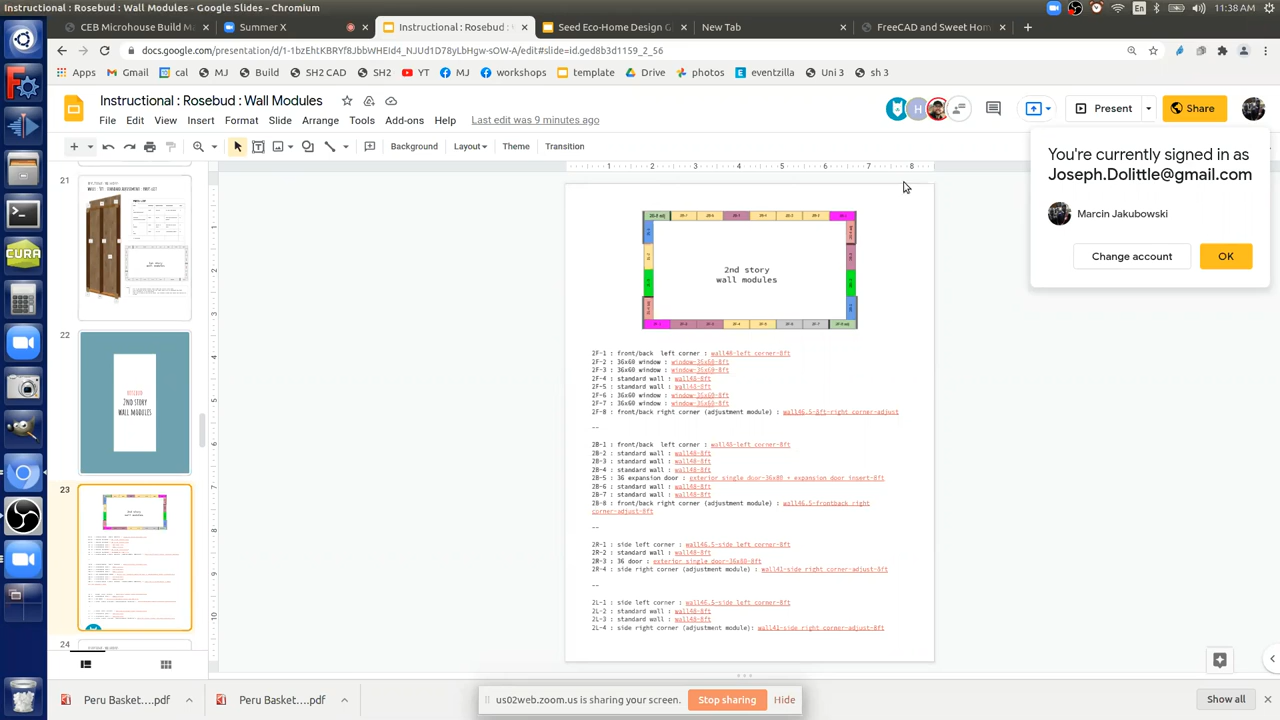 Rosebud : Wall Modules - Google Slides - Chromium
En
11:38 AM
CEB Microhouse Build Mo
Summer X
Instructional : Rosebud :
Seed Eco-Home Design G
New Tab
FreeCAD and Sweet Hom
docs.google.com/presentation/d/1-1bzEhtKBRYf8JbbWHEId4_NJUd1D78yLbHgw-sOW-A/edit#slide=id.ged8b3d1159_2_56
Apps
Gmail
cal
MJ
Build
SH2 CAD
SH2
YT
MJ
workshops
template
Drive
photos
eventzilla
Uni 3
sh 3
Instructional : Rosebud : Wall Modules
File Edit View Insert Format Slide Arrange Tools Add-ons Help
Last edit was 9 minutes ago
H
Present
Share
Background
Layout
Theme
Transition
You're currently signed in as
Joseph.Dolittle@gmail.com
Marcin Jakubowski
Change account
OK
CURA
21
22
2ND STORY
WALL MODULES
23
24
1 2 3 4 5 6 7 8
2nd story
wall modules
2F-1 : front/back left corner : wall48-left corner-8ft
2F-2 : 36x60 window : window-36x60-8ft
2F-3 : 36x60 window : window-36x60-8ft
2F-4 : standard wall : wall48-8ft
2F-5 : standard wall : wall48-8ft
2F-6 : 36x60 window : window-36x60-8ft
2F-7 : 36x60 window : window-36x60-8ft
2F-8 : front/back right corner (adjustment module) : wall46.5-8ft-right corner-adjust
--
2B-1 : front/back left corner : wall48-left corner-8ft
2B-2 : standard wall : wall48-8ft
2B-3 : standard wall : wall48-8ft
2B-4 : standard wall : wall48-8ft
2B-5 : 36 expansion door : exterior single door-36x80 + expansion door insert-8ft
2B-6 : standard wall : wall48-8ft
2B-7 : standard wall : wall48-8ft
2B-8 : front/back right corner (adjustment module) : wall46.5-frontback right
corner-adjust-8ft
--
2R-1 : side left corner : wall46.5-side left corner-8ft
2R-2 : standard wall : wall48-8ft
2R-3 : 36 door : exterior single door-36x80-8ft
2R-4 : side right corner (adjustment module) : wall41-side right corner-adjust-8ft
--
2L-1 : side left corner : wall46.5-side left corner-8ft
2L-2 : standard wall : wall48-8ft
2L-3 : standard wall : wall48-8ft
2L-4 : side right corner (adjustment module): wall41-side right corner-adjust-8ft
Peru Basket....pdf
Peru Basket....pdf
us02web.zoom.us is sharing your screen.
Stop sharing
Hide
Show all